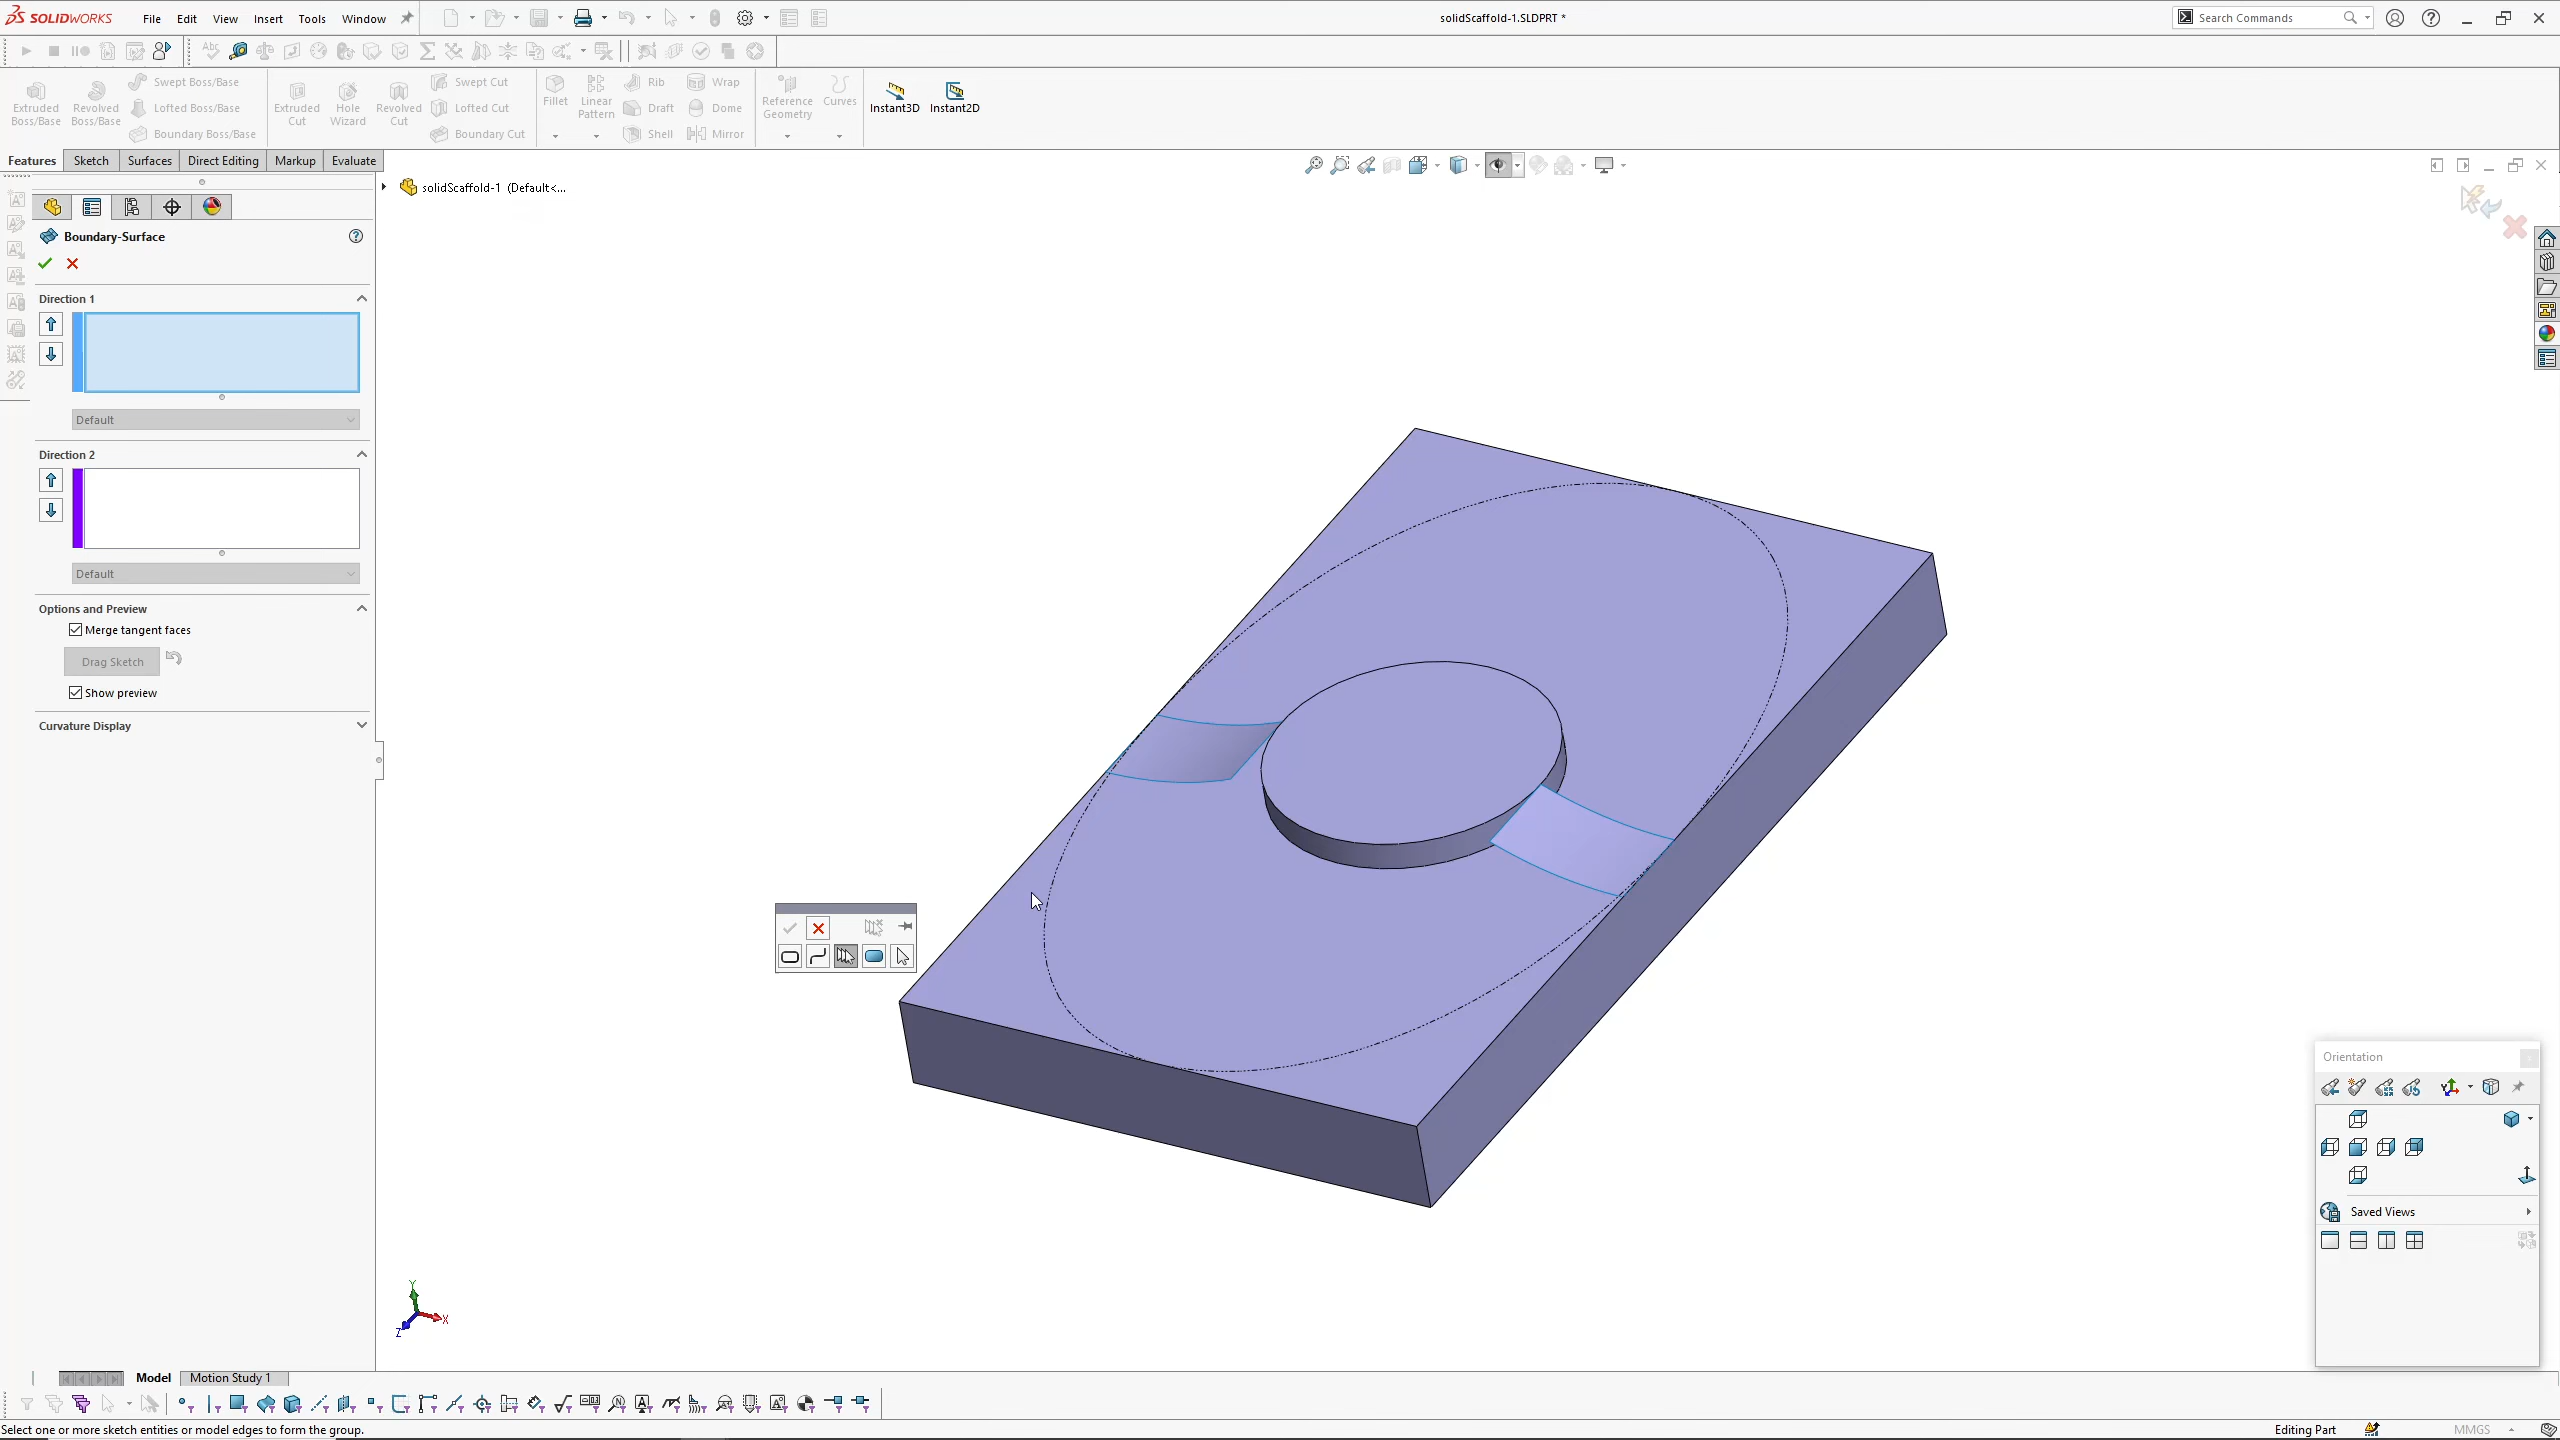 SOLIDWORKS
File Edit View Insert Tools Window
solidScaffold-1.SLDPRT *
Search Commands
Extruded Boss/Base
Revolved Boss/Base
Swept Boss/Base
Lofted Boss/Base
Boundary Boss/Base
Extruded Cut
Hole Wizard
Revolved Cut
Swept Cut
Lofted Cut
Boundary Cut
Fillet
Linear Pattern
Rib
Draft
Shell
Wrap
Dome
Mirror
Reference Geometry
Curves
Instant3D
Instant2D
Features Sketch Surfaces Direct Editing Markup Evaluate
solidScaffold-1 (Default<...
Boundary-Surface
Direction 1
Default
Direction 2
Default
Options and Preview
Merge tangent faces
Drag Sketch
Show preview
Curvature Display
Orientation
Saved Views
Y
X
Z
Model Motion Study 1
Select one or more sketch entities or model edges to form the group.
Editing Part
MMGS